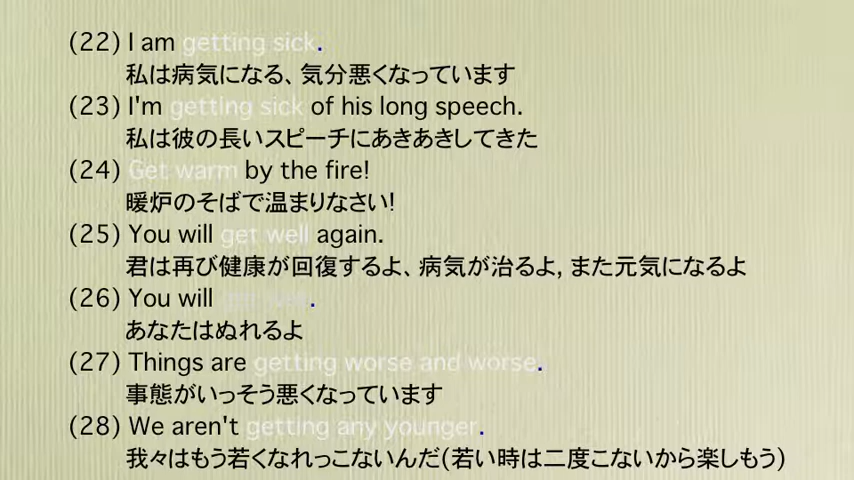 (22) I am getting sick.
私は病気になる、気分悪くなっています
(23) I'm getting sick of his long speech.
私は彼の長いスピーチにあきあきしてきた
(24) Get warm by the fire!
暖炉のそばで温まりなさい!
(25) You will get well again.
君は再び健康が回復するよ、病気が治るよ, また元気になるよ
(26) You will .
あなたはぬれるよ
(27) Things are getting worse and worse.
事態がいっそう悪くなっています
(28) We aren't getting any younger.
我々はもう若くなれっこないんだ(若い時は二度こないから楽しもう)